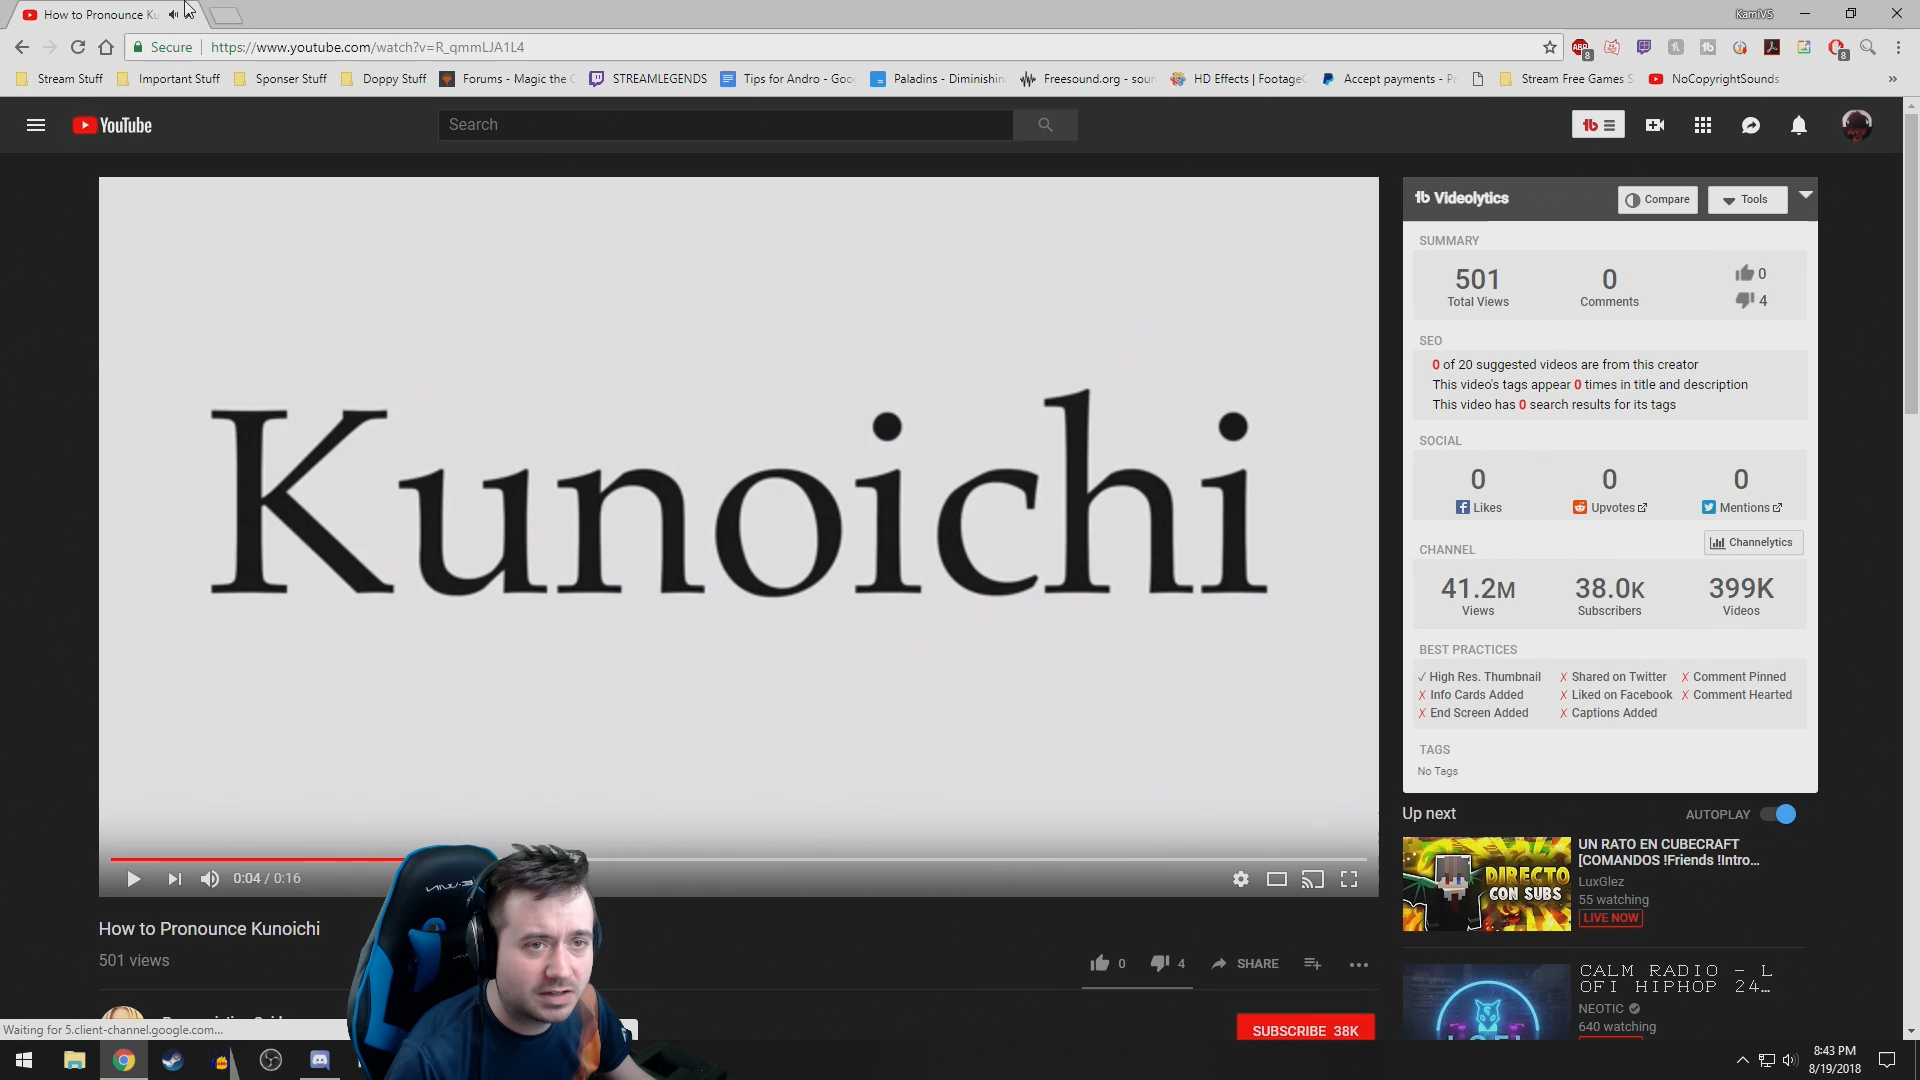 How to Pronounce Ku
KamiVS
Secure
https://www.youtube.com/watch?v=R_qmmLJA1L4
ABP
8
8
Stream Stuff
Important Stuff
Sponser Stuff
Doppy Stuff
Forums - Magic the
STREAMLEGENDS
Tips for Andro - Goo
Paladins - Diminishin
Freesound.org - soun
HD Effects | Footage
Accept payments - Pa
Stream Free Games S
NoCopyrightSounds
»
YouTube
Search
Kunoichi
0:04 / 0:16
How to Pronounce Kunoichi
501 views
0
4
SHARE
SUBSCRIBE 38K
Waiting for 5.client-channel.google.com...
Videolytics
Compare
Tools
SUMMARY
501
Total Views
0
Comments
0
4
SEO
0 of 20 suggested videos are from this creator
This video's tags appear 0 times in title and description
This video has 0 search results for its tags
SOCIAL
0
Likes
0
Upvotes
0
Mentions
CHANNEL
Channelytics
41.2M
Views
38.0K
Subscribers
399K
Videos
BEST PRACTICES
✓ High Res. Thumbnail
X Shared on Twitter
X Comment Pinned
X Info Cards Added
X Liked on Facebook
X Comment Hearted
X End Screen Added
X Captions Added
TAGS
No Tags
Up next
AUTOPLAY
DIRECTO
CON SUBS
UN RATO EN CUBECRAFT
[COMANDOS !Friends !Intro...
LuxGlez
55 watching
LIVE NOW
CALM RADIO - L
OFI HIPHOP 24...
NEOTIC
640 watching
8:43 PM
8/19/2018